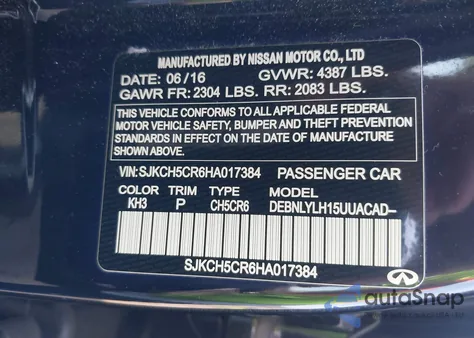 MANUFACTURED BY NISSAN MOTOR CO., LTD
DATE 06/16 GVWR: 4387 LBS.
GAWR FR: 2304 LBS. RR: 2083 LBS.
THIS VEHICLE CONFORMS TO ALL APPLICABLE FEDERAL
MOTOR VEHICLE SAFETY, BUMPER AND THEFT PREVENTION
STANDARDS IN EFFECT ON THE DATE OF MANUFACTURE
SHOWN ABOVE.
VIN: SJKCH5CR6HA017384 PASSENGER CAR
COLOR TRIM TYPE MODEL
KH3 P CH5CR6 DEBNLYLH15UUACAD--
SJKCH5CR6HA017384
autoSnap